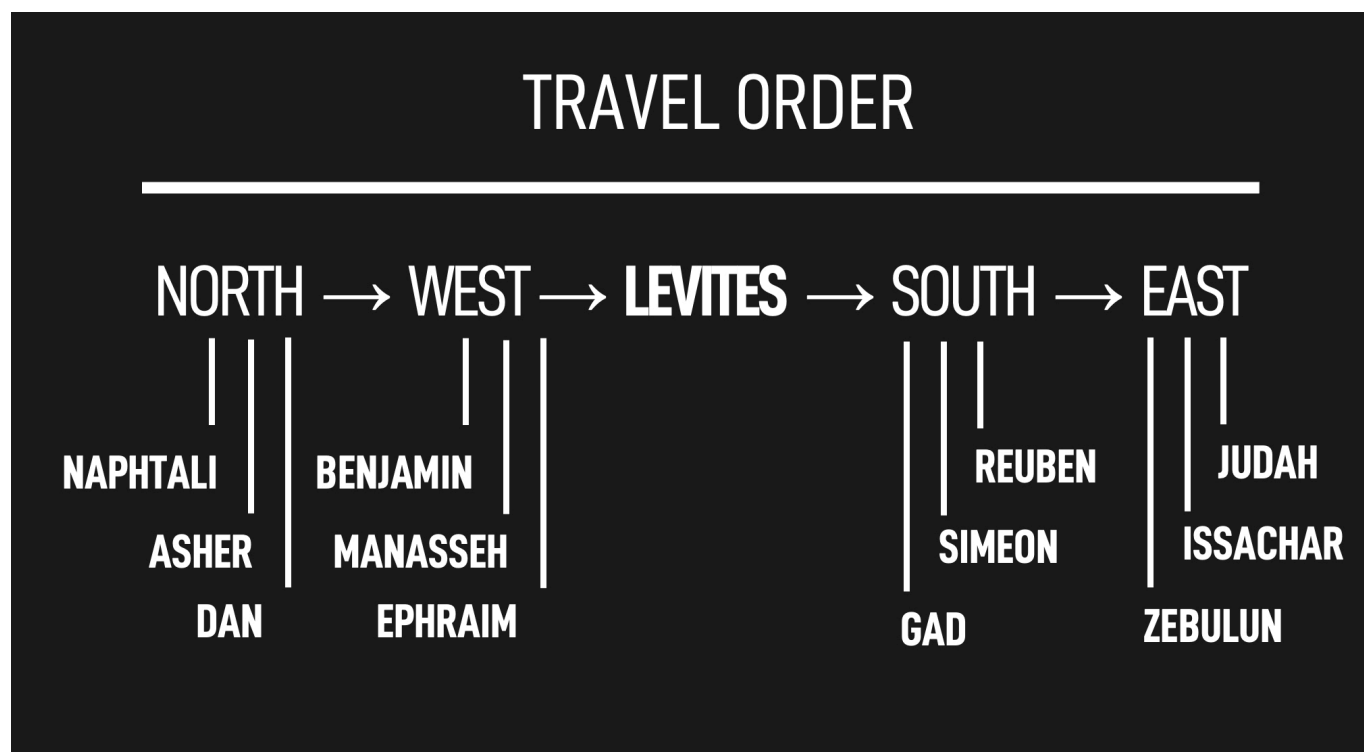 TRAVEL ORDER
NORTH → WEST → LEVITES → SOUTH → EAST
NAPHTALI BENJAMIN REUBEN JUDAH
ASHER MANASSEH SIMEON ISSACHAR
DAN EPHRAIM GAD ZEBULUN